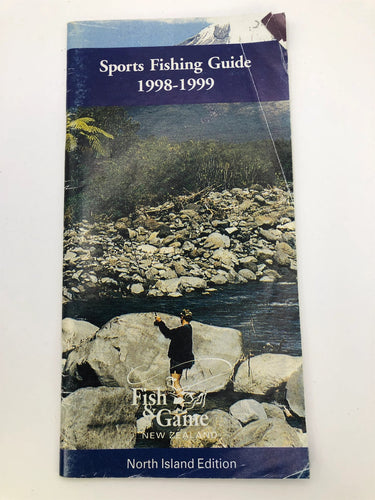 Sports Fishing Guide
1998-1999
Fish
& Game
NEW ZEALAND
North Island Edition